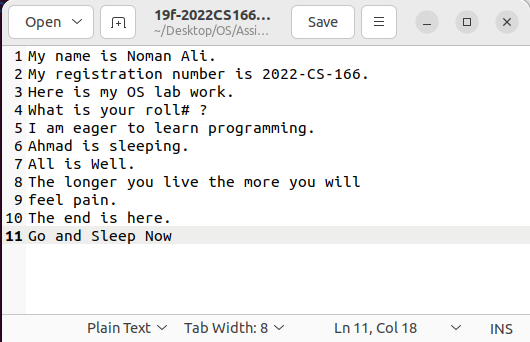 Open
19f-2022CS166...
~/Desktop/OS/Assi...
Save
1 My name is Noman Ali.
2 My registration number is 2022-CS-166.
3 Here is my OS lab work.
4 What is your roll# ?
5 I am eager to learn programming.
6 Ahmad is sleeping.
7 All is Well.
8 The longer you live the more you will
9 feel pain.
10 The end is here.
11 Go and Sleep Now
Plain Text Tab Width: 8 Ln 11, Col 18 INS